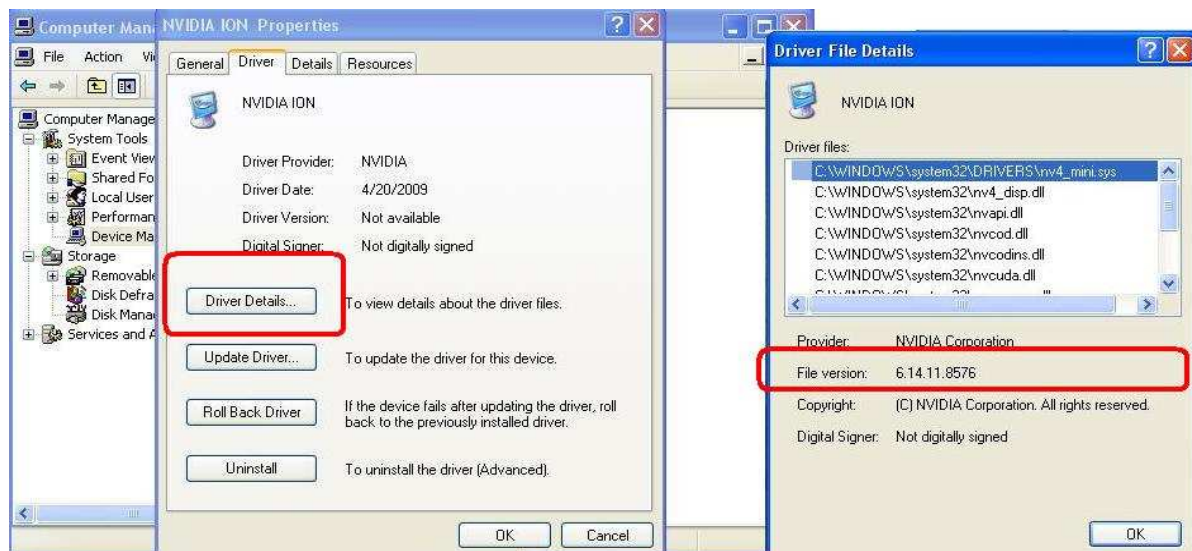 Computer Mana
File Action Vi
Computer Manage
System Tools
Event View
Shared Fo
Local User
Performan
Device Ma
Storage
Removable
Disk Defra
Disk Mana
Services and A
NVIDIA ION Properties
General Driver Details Resources
NVIDIA ION
Driver Provider: NVIDIA
Driver Date: 4/20/2009
Driver Version: Not available
Digital Signer: Not digitally signed
Driver Details... To view details about the driver files.
Update Driver... To update the driver for this device.
Roll Back Driver If the device fails after updating the driver, roll
back to the previously installed driver.
Uninstall To uninstall the driver (Advanced).
OK Cancel
Driver File Details
NVIDIA ION
Driver files:
C:\WINDOWS\system32\DRIVERS\nv4_mini.sys
C:\WINDOWS\system32\nv4_disp.dll
C:\WINDOWS\system32\nvapi.dll
C:\WINDOWS\system32\nvcod.dll
C:\WINDOWS\system32\nvcodins.dll
C:\WINDOWS\system32\nvcuda.dll
Provider: NVIDIA Corporation
File version: 6.14.11.8576
Copyright: (C) NVIDIA Corporation. All rights reserved.
Digital Signer: Not digitally signed
OK